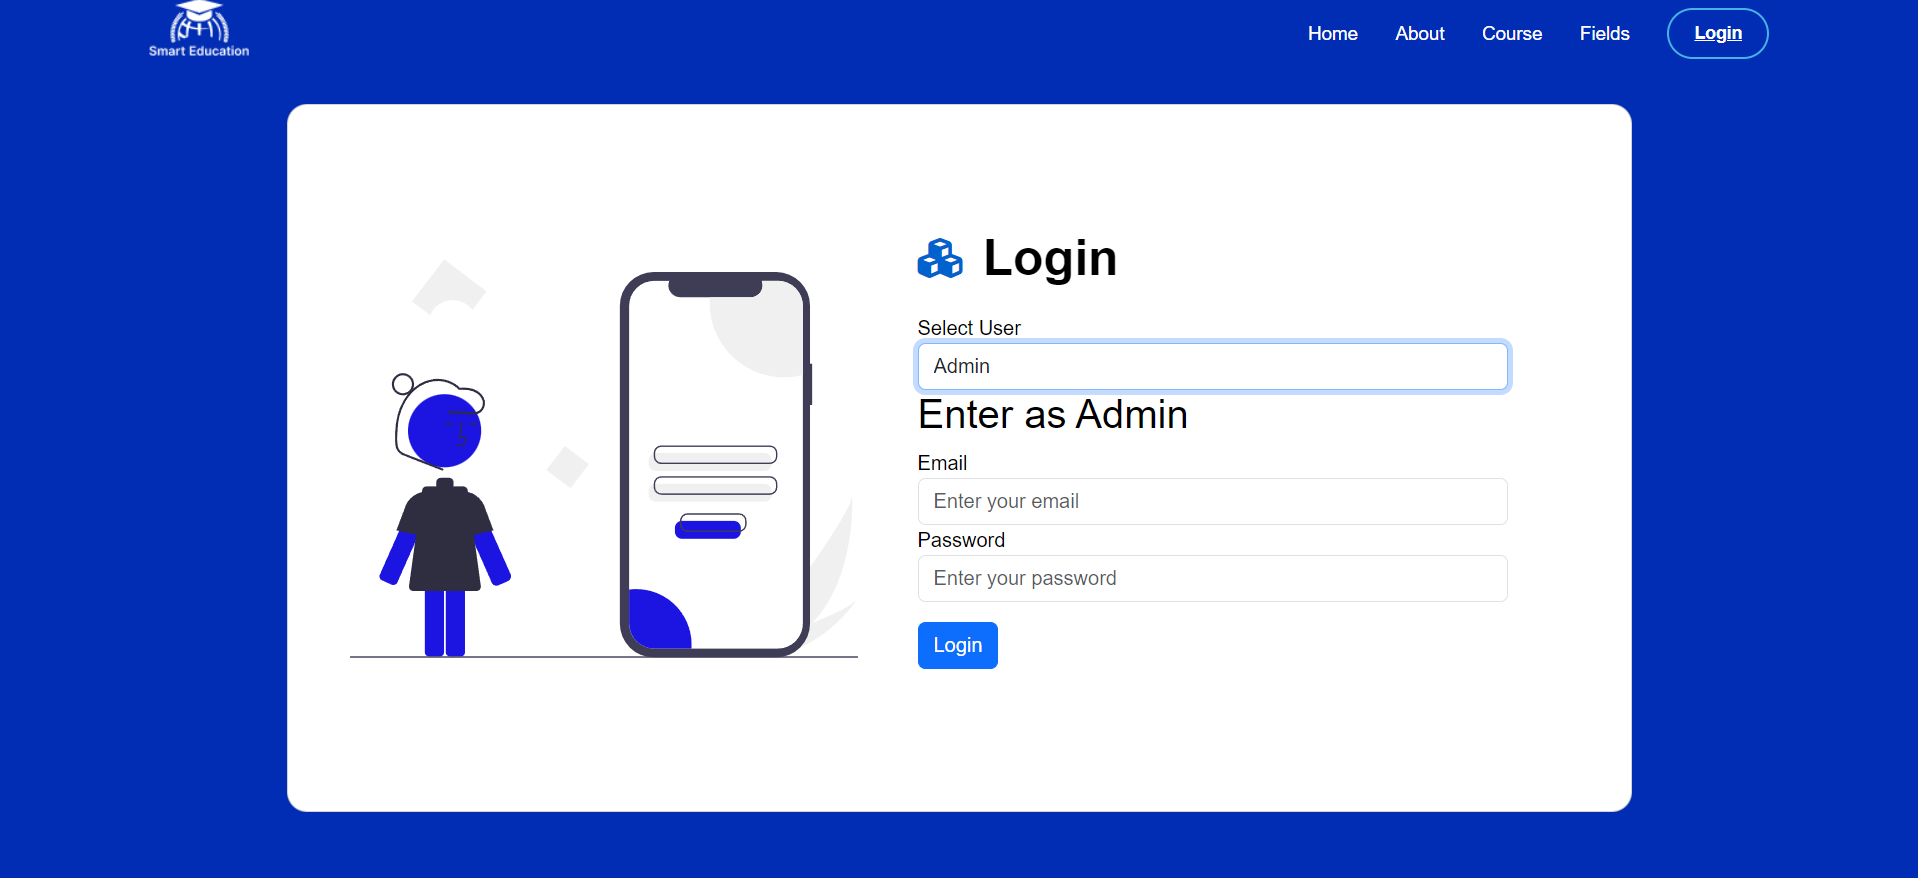 Smart Education
Home About Course Fields Login
Login
Select User
Admin
Enter as Admin
Email
Enter your email
Password
Enter your password
Login